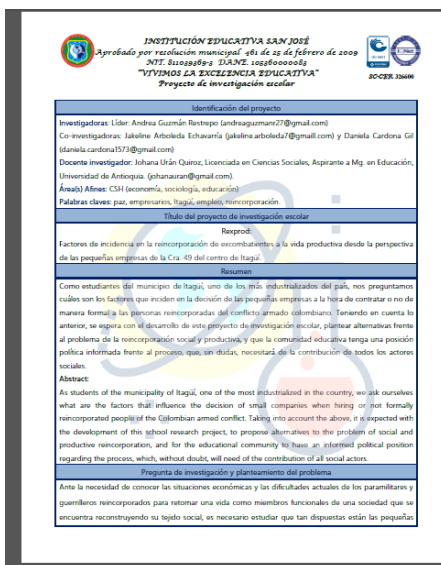 INSTITUCIÓN EDUCATIVA SAN JOSÉ
Aprobado por resolución municipal 461 de 25 de febrero de 2009
NIT. 811039369-3 DANE. 105360000083
"VIVIMOS LA EXCELENCIA EDUCATIVA"
Proyecto de investigación escolar
SC-CER 326600
Identificación del proyecto
Investigadoras: Líder: Andrea Guzmán Restrepo (andreaguzmanr27@gmail.com)
Co-investigadoras: Jakeline Arboleda Echavarría (jakeline.arboleda7@gmaill.com) y Daniela Cardona Gil
(daniela.cardona1573@gmail.com)
Docente investigador: Johana Urán Quiroz, Licenciada en Ciencias Sociales, Aspirante a Mg. en Educación,
Universidad de Antioquia. (johanauran@gmail.com).
Área(s) Afines: CSH (economía, sociología, educación)
Palabras claves: paz, empresarios, Itagüí, empleo, reincorporación.
Título del proyecto de investigación escolar
Rexprod:
Factores de incidencia en la reincorporación de excombatientes a la vida productiva desde la perspectiva
de las pequeñas empresas de la Cra. 49 del centro de Itagüí.
Resumen
Como estudiantes del municipio de Itagüí, uno de los más industrializados del país, nos preguntamos
cuáles son los factores que inciden en la decisión de las pequeñas empresas a la hora de contratar o no de
manera formal a las personas reincorporadas del conflicto armado colombiano. Teniendo en cuenta lo
anterior, se espera con el desarrollo de este proyecto de investigación escolar, plantear alternativas frente
al problema de la reincorporación social y productiva, y que la comunidad educativa tenga una posición
política informada frente al proceso, que, sin dudas, necesitará de la contribución de todos los actores
sociales.
Abstract:
As students of the municipality of Itagüí, one of the most industrialized in the country, we ask ourselves
what are the factors that influence the decision of small companies when hiring or not formally
reincorporated people of the Colombian armed conflict. Taking into account the above, it is expected with
the development of this school research project, to propose alternatives to the problem of social and
productive reincorporation, and for the educational community to have an informed political position
regarding the process, which, without doubt, will need of the contribution of all social actors.
Pregunta de investigación y planteamiento del problema
Ante la necesidad de conocer las situaciones económicas y las dificultades actuales de los paramilitares y
guerrilleros reincorporados para retomar una vida como miembros funcionales de una sociedad que se
encuentra reconstruyendo su tejido social, es necesario estudiar que tan dispuestas están las pequeñas